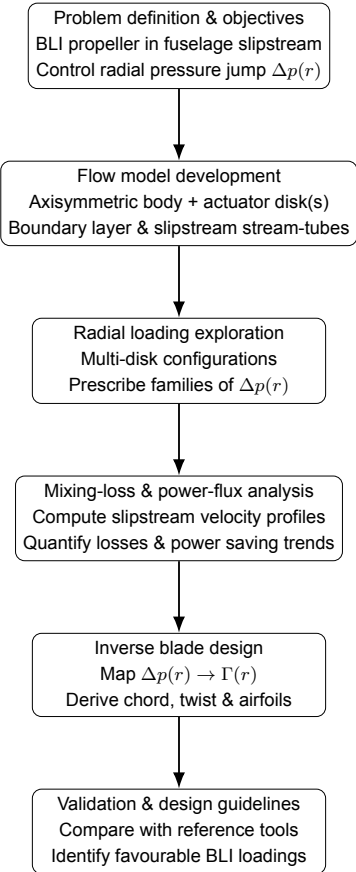 Problem definition & objectives
BLI propeller in fuselage slipstream
Control radial pressure jump Δp(r)
Flow model development
Axisymmetric body + actuator disk(s)
Boundary layer & slipstream stream-tubes
Radial loading exploration
Multi-disk configurations
Prescribe families of Δp(r)
Mixing-loss & power-flux analysis
Compute slipstream velocity profiles
Quantify losses & power saving trends
Inverse blade design
Map Δp(r) → Γ(r)
Derive chord, twist & airfoils
Validation & design guidelines
Compare with reference tools
Identify favourable BLI loadings